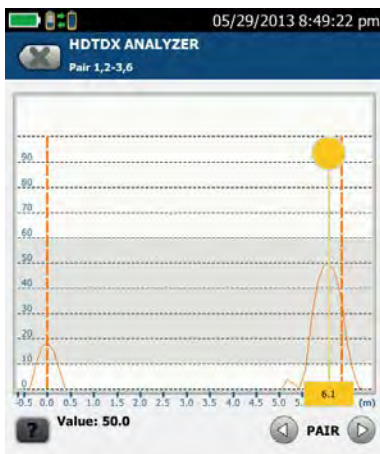 05/29/2013 8:49:22 pm
HDTDX ANALYZER
Pair 1,2-3,6
90
80
70
60
50
40
30
20
10
0
-0.5 0.0 0.5 1.0 1.5 2.0 2.5 3.0 3.5 4.0 4.5 5.0 5. 6.1 (m)
? Value: 50.0 PAIR